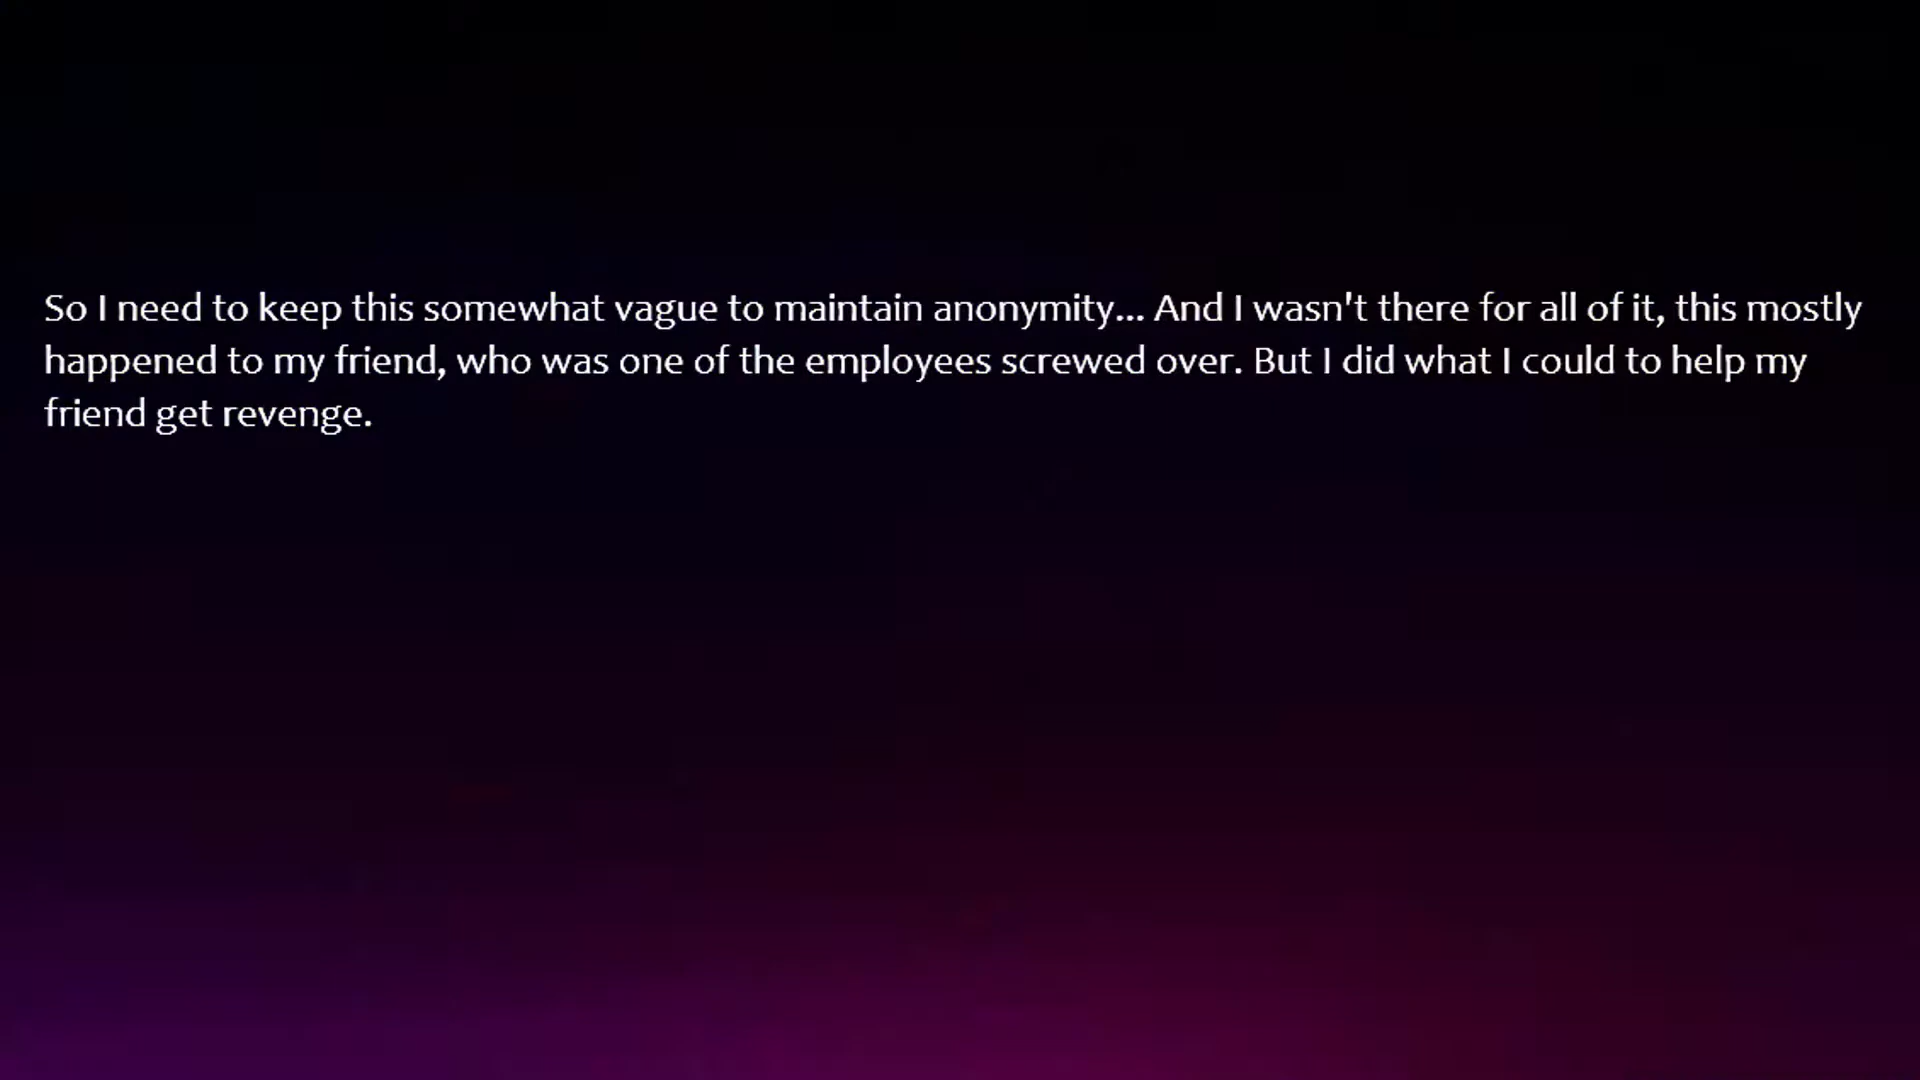 So I need to keep this somewhat vague to maintain anonymity... And I wasn't there for all of it, this mostly
happened to my friend, who was one of the employees screwed over. But I did what I could to help my
friend get revenge.